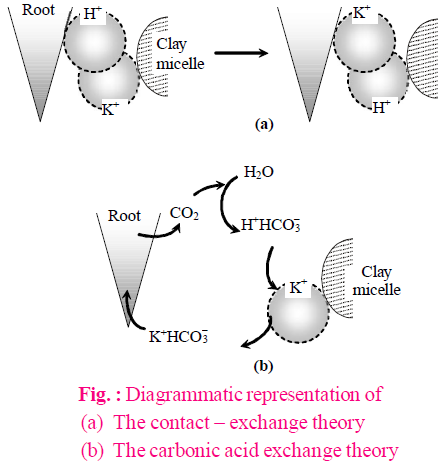 Root
H⁺
K⁺
Clay
micelle
K⁺
H⁺
(a)
H₂O
Root
CO₂
H⁺HCO₃⁻
K⁺
Clay
micelle
K⁺HCO₃⁻
(b)
Fig. : Diagrammatic representation of
(a) The contact – exchange theory
(b) The carbonic acid exchange theory